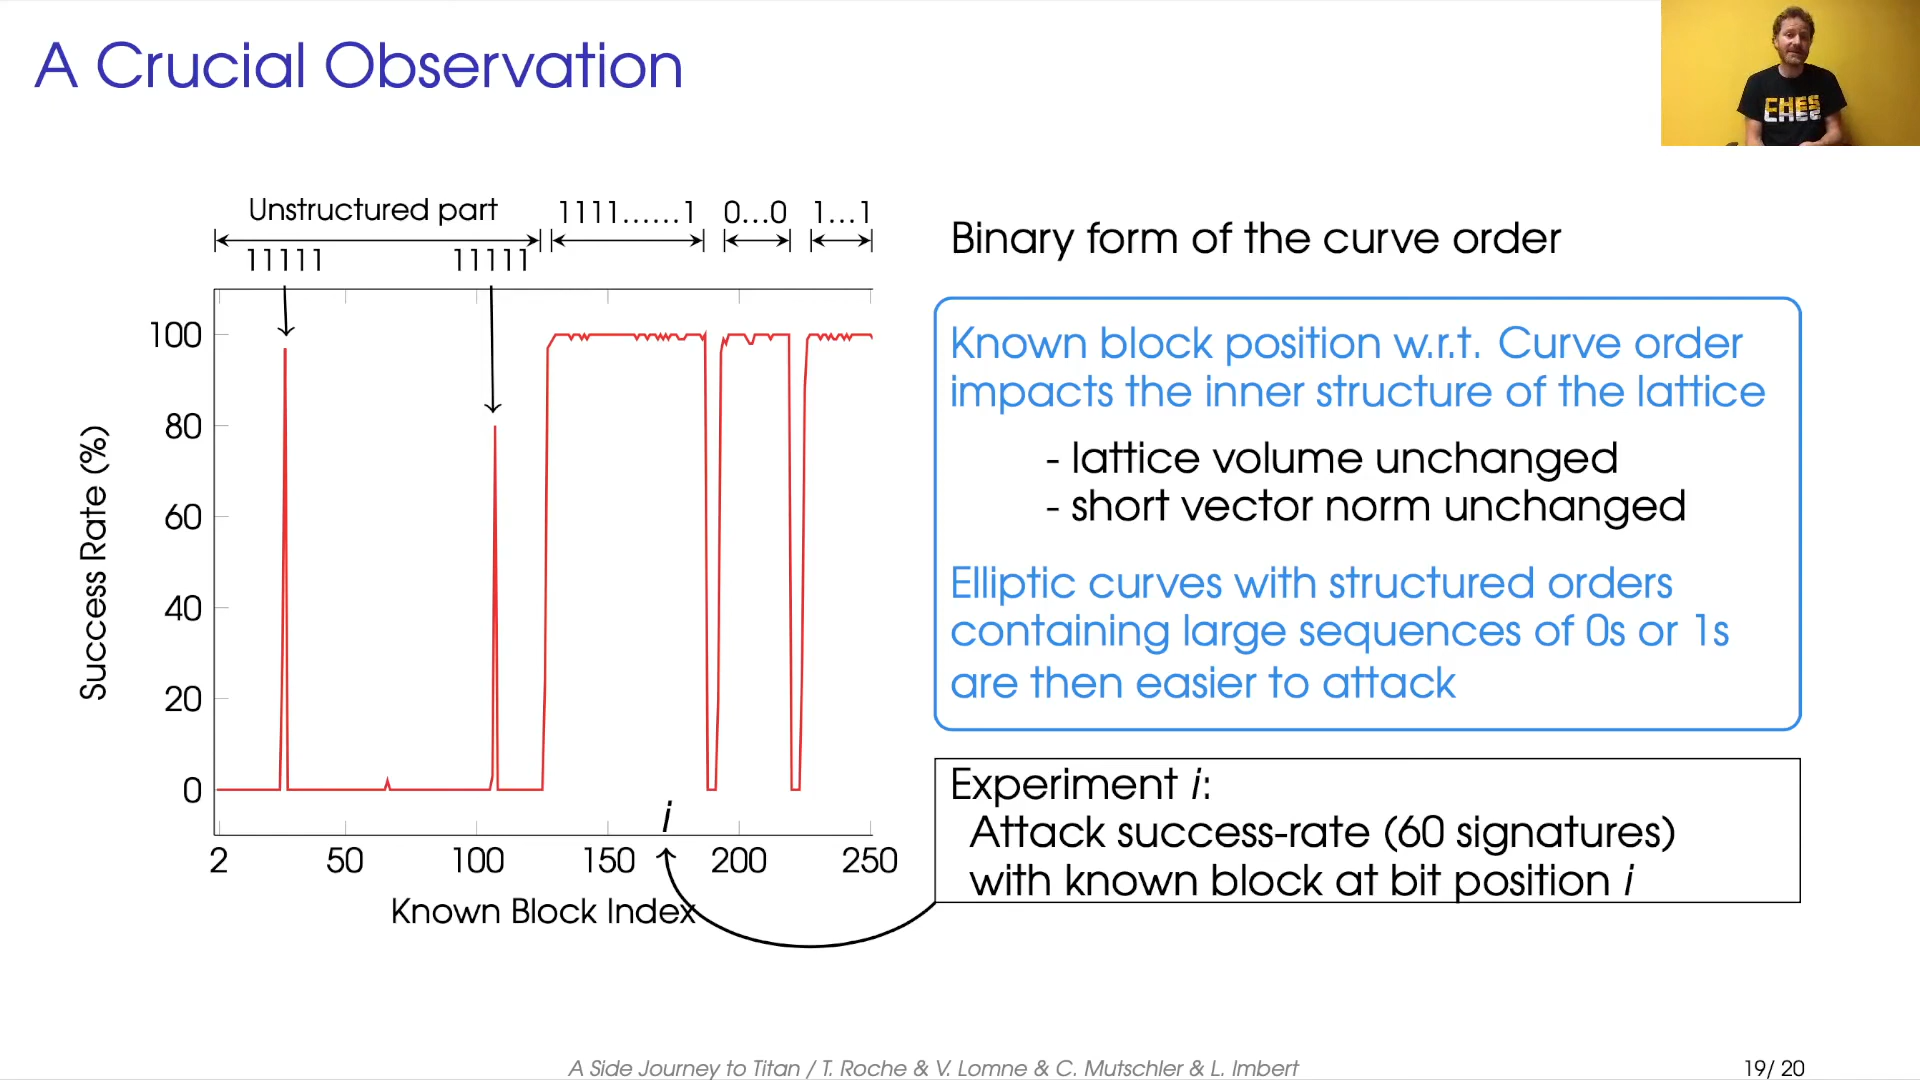 A Crucial Observation
CHES
Unstructured part
1111......1
0...0
1...1
11111
11111
Binary form of the curve order
Known block position w.r.t. Curve order
impacts the inner structure of the lattice
- lattice volume unchanged
- short vector norm unchanged
Elliptic curves with structured orders
containing large sequences of 0s or 1s
are then easier to attack
Experiment i:
Attack success-rate (60 signatures)
with known block at bit position i
Success Rate (%)
100
80
60
40
20
0
i
2
50
100
150
200
250
Known Block Index
A Side Journey to Titan / T. Roche & V. Lomne & C. Mutschler & L. Imbert
19/ 20